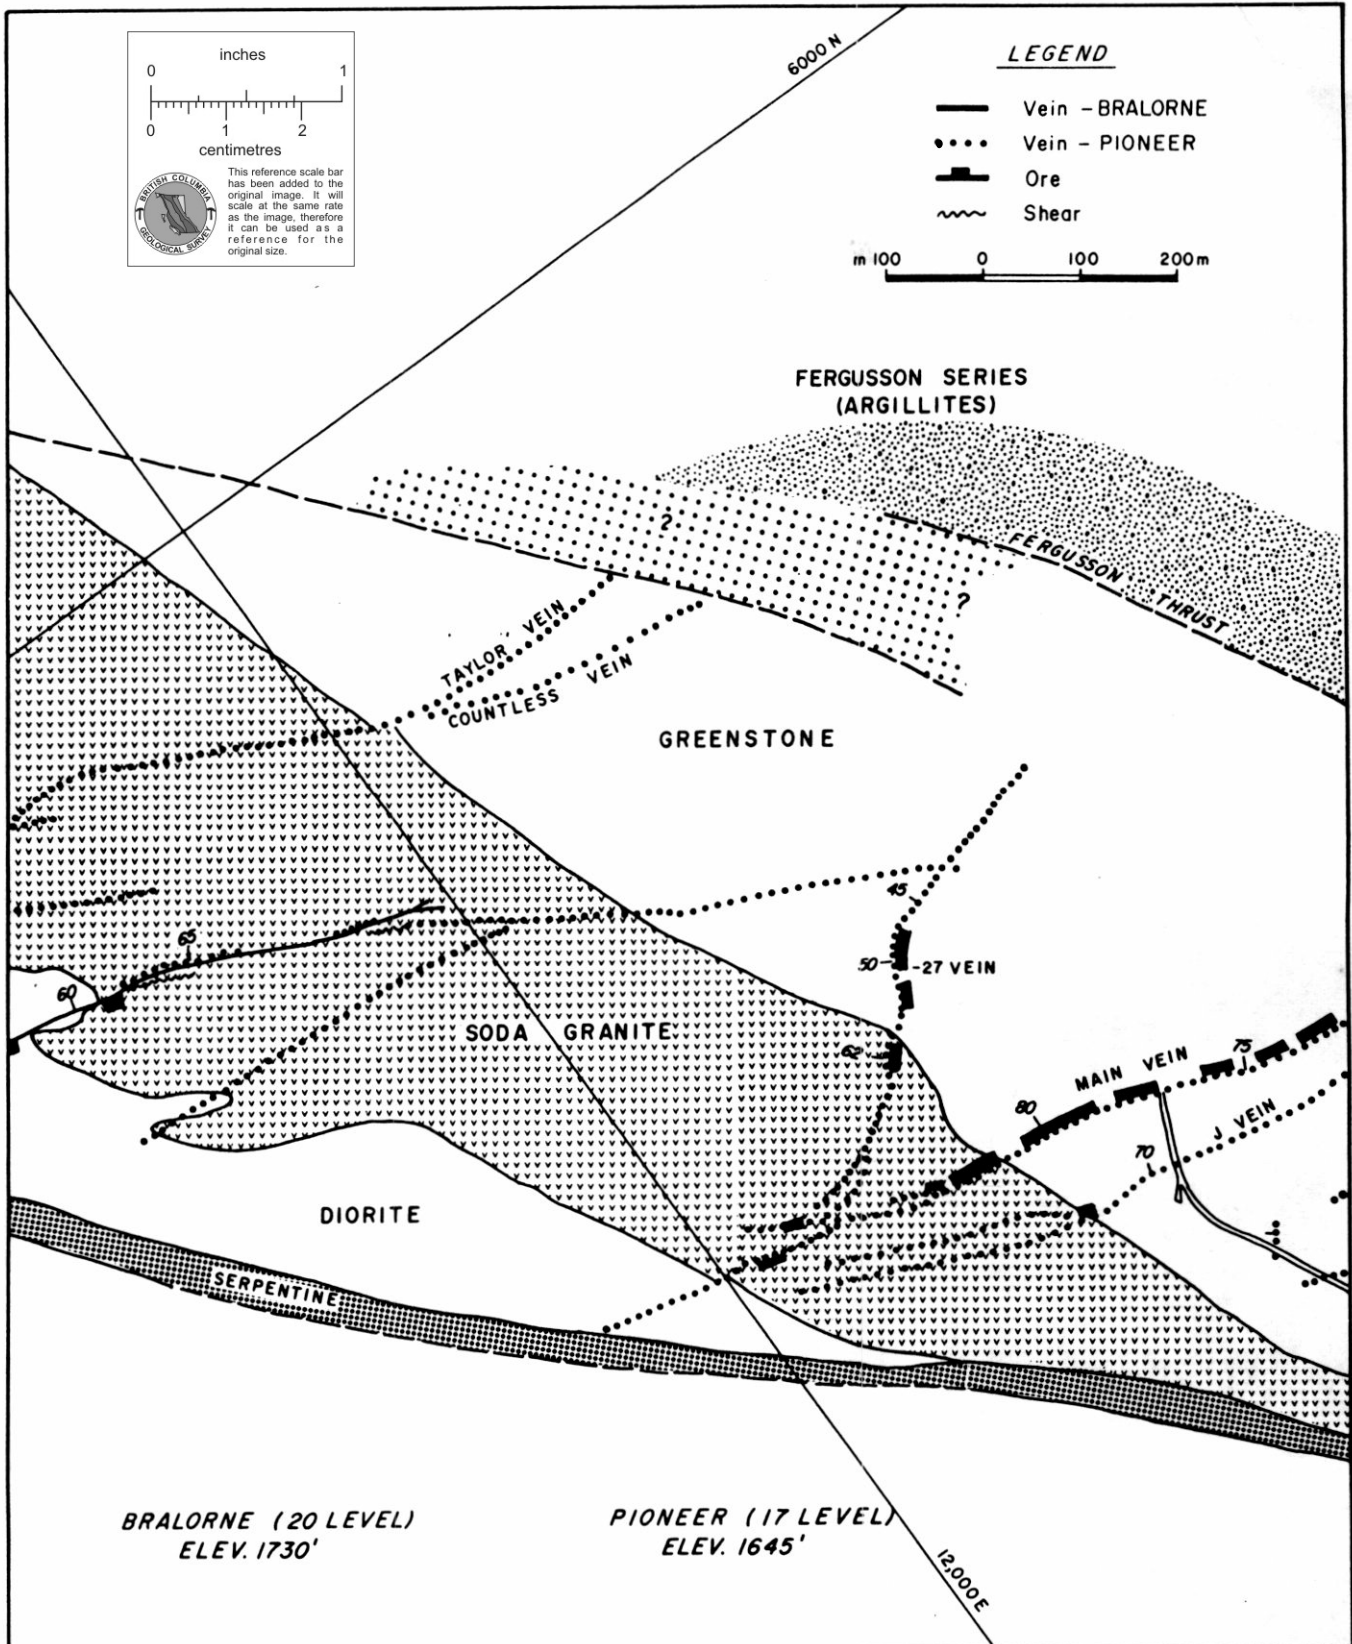 inches
0 1
0 1 2
centimetres
BRITISH COLUMBIA
GEOLOGICAL SURVEY
This reference scale bar
has been added to the
original image. It will
scale at the same rate
as the image, therefore
it can be used as a
reference for the
original size.
6000 N
LEGEND
Vein - BRALORNE
Vein - PIONEER
Ore
Shear
m 100 0 100 200 m
FERGUSSON SERIES
(ARGILLITES)
?
FERGUSSON THRUST
?
TAYLOR VEIN
COUNTLESS VEIN
GREENSTONE
45
65
50
-27 VEIN
60
SODA GRANITE
62
75
MAIN VEIN
80
J VEIN
70
DIORITE
SERPENTINE
BRALORNE (20 LEVEL)
ELEV. 1730'
PIONEER (17 LEVEL)
ELEV. 1645'
12,000 E